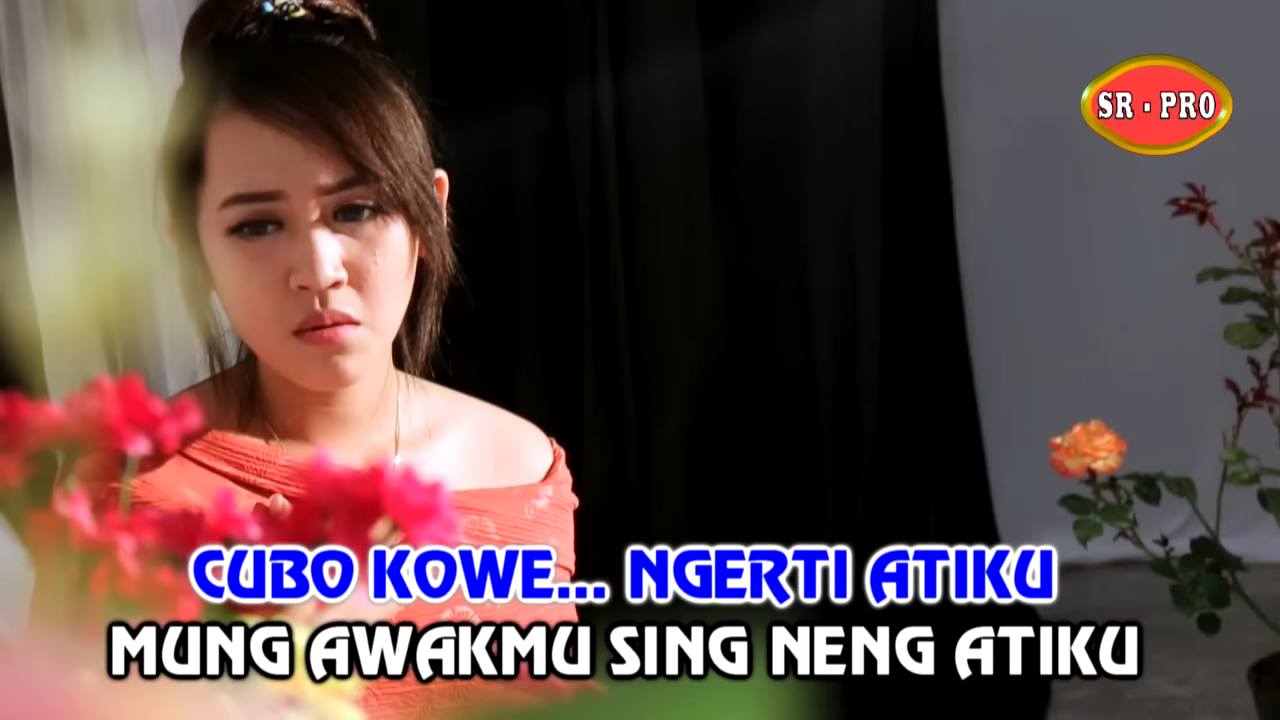 SR - PRO
CUBO KOWE... NGERTI ATIKU
MUNG AWAKMU SING NENG ATIKU